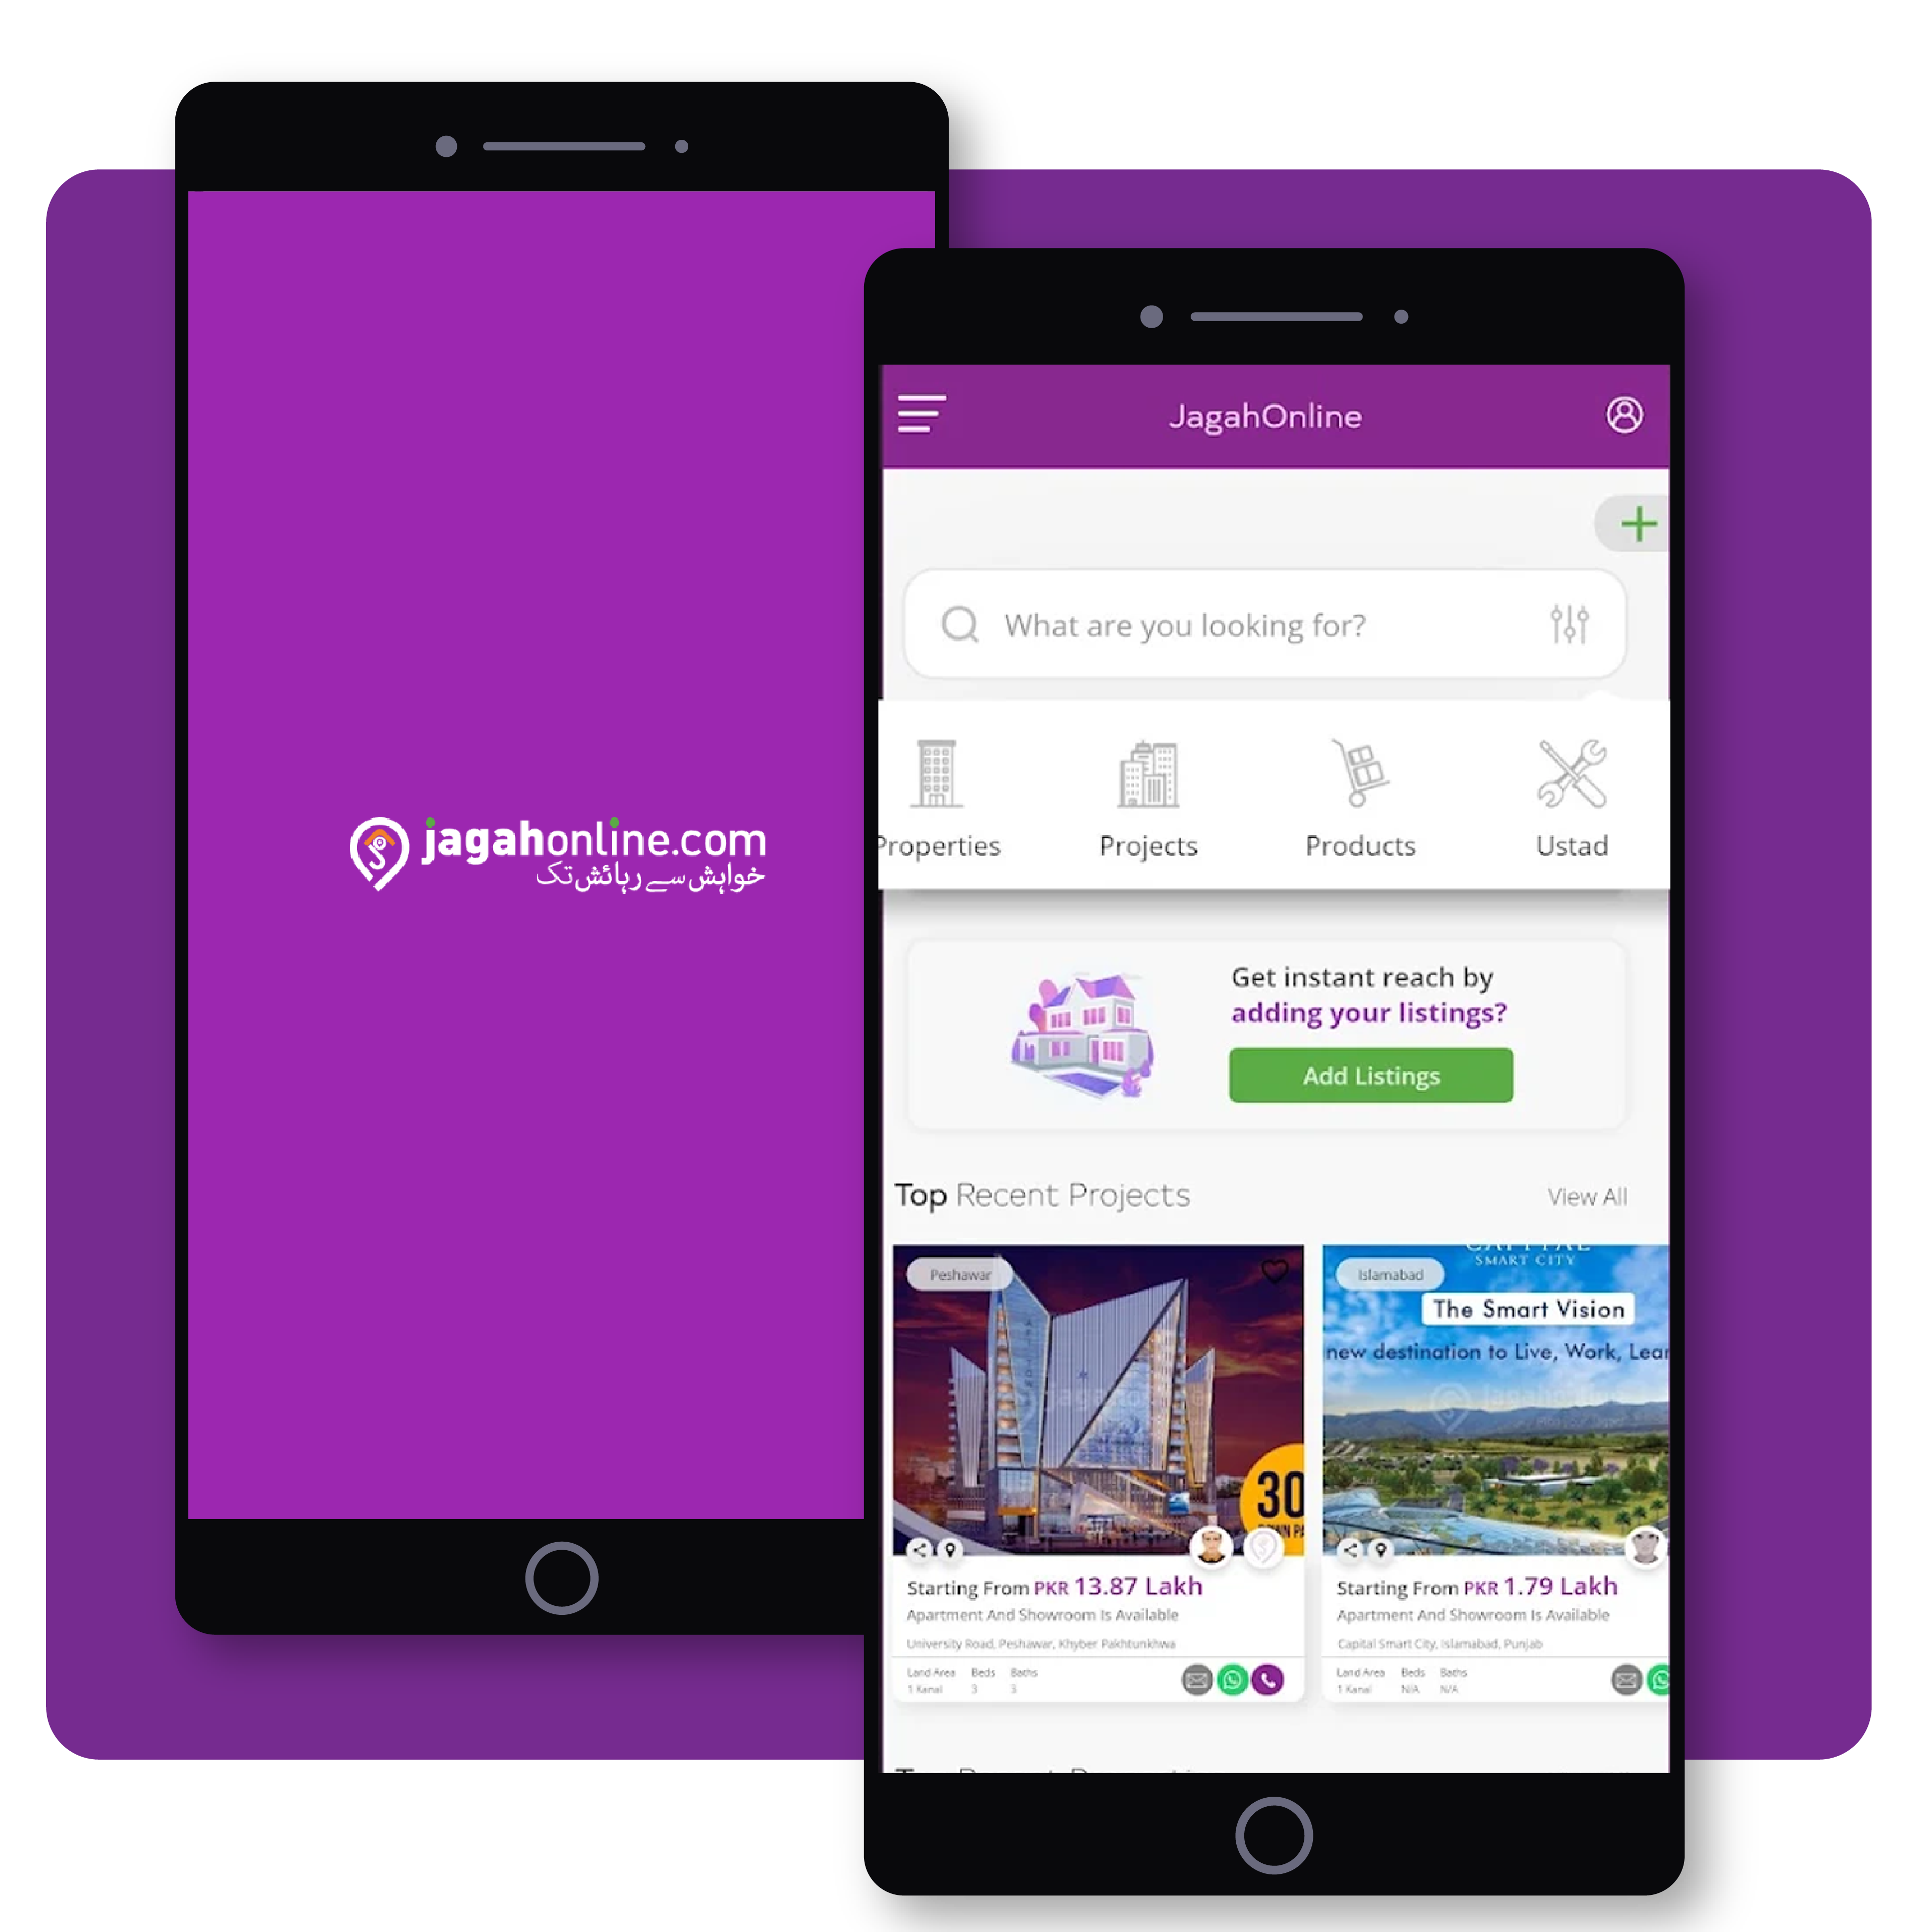 jagahonline.com
خواہش سے رہائش تک
JagahOnline
What are you looking for?
Properties
Projects
Products
Ustad
Get instant reach by
adding your listings?
Add Listings
Top Recent Projects
View All
Peshawar
30
Starting From PKR 13.87 Lakh
Apartment And Showroom Is Available
University Road, Peshawar, Khyber Pakhtunkhwa
Land Area Beds Baths
1 Kanal 3 3
SMART CITY
Islamabad
The Smart Vision
new destination to Live, Work, Lear
Starting From PKR 1.79 Lakh
Apartment And Showroom Is Available
Capital Smart City, Islamabad, Punjab
Land Area Beds Baths
1 Kanal N/A N/A